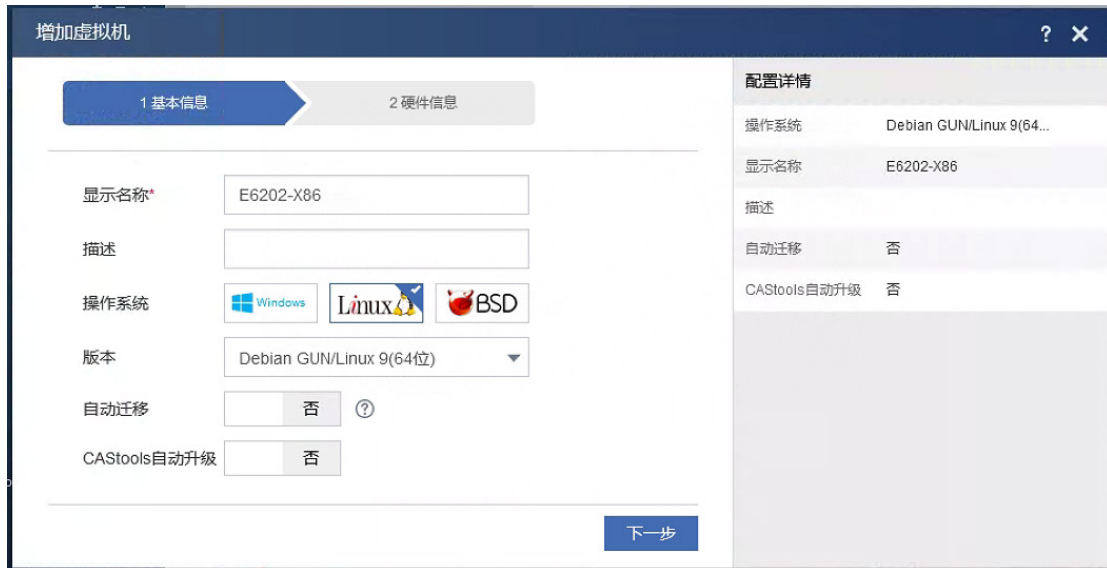 增加虚拟机
? ×
1 基本信息
2 硬件信息
显示名称* E6202-X86
描述
操作系统 Windows Linux BSD
版本 Debian GUN/Linux 9(64位)
自动迁移 否 ?
CAStools自动升级 否
下一步
配置详情
操作系统 Debian GUN/Linux 9(64...
显示名称 E6202-X86
描述
自动迁移 否
CAStools自动升级 否